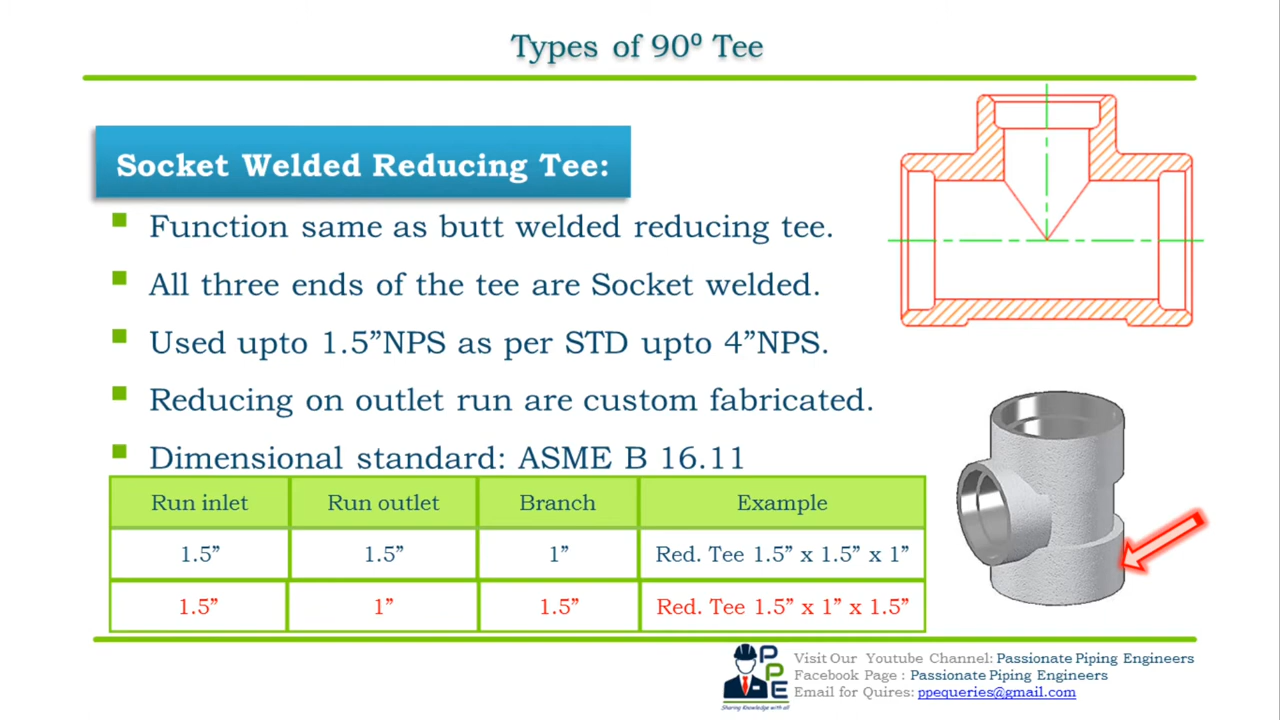 Types of 90⁰ Tee
Socket Welded Reducing Tee:
Function same as butt welded reducing tee.
All three ends of the tee are Socket welded.
Used upto 1.5”NPS as per STD upto 4”NPS.
Reducing on outlet run are custom fabricated.
Dimensional standard: ASME B 16.11
Run inlet Run outlet Branch Example
1.5” 1.5” 1” Red. Tee 1.5” x 1.5” x 1”
1.5” 1” 1.5” Red. Tee 1.5” x 1” x 1.5”
PPE
Sharing Knowledge with all
Visit Our Youtube Channel: Passionate Piping Engineers
Facebook Page : Passionate Piping Engineers
Email for Quires: ppequeries@gmail.com